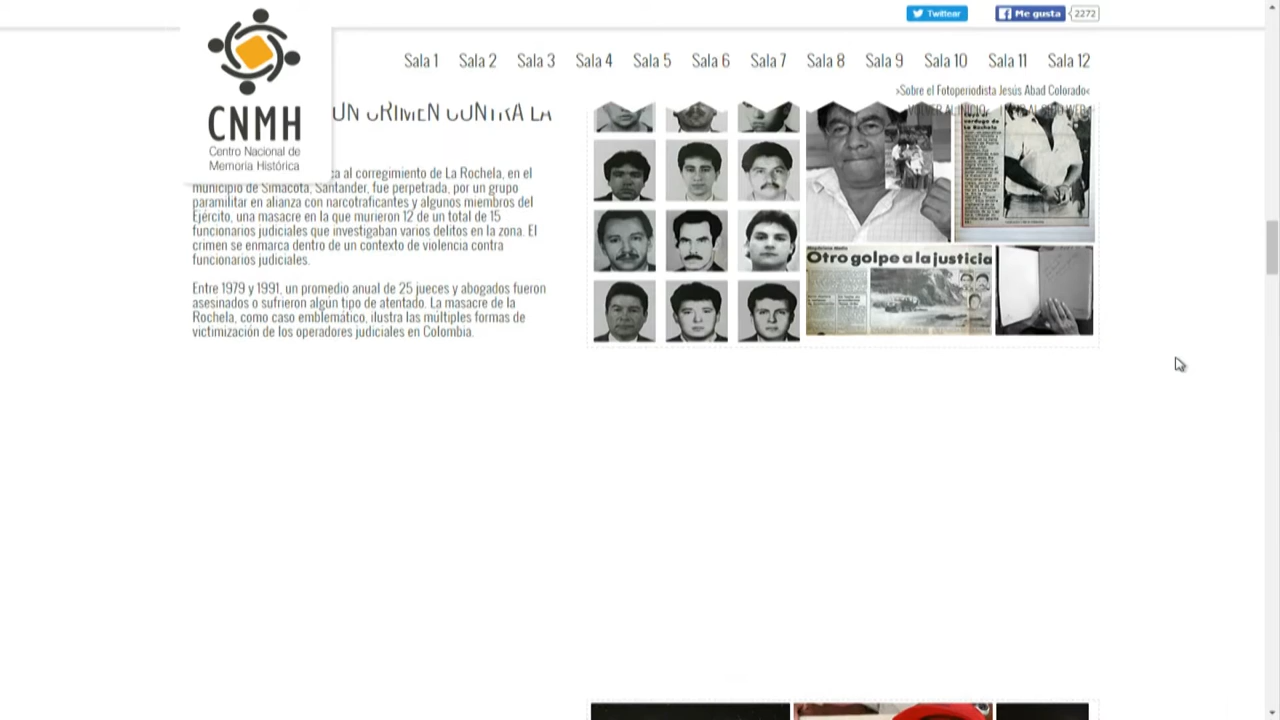 Twittear
Me gusta
2272
Sala 1 Sala 2 Sala 3 Sala 4 Sala 5 Sala 6 Sala 7 Sala 8 Sala 9 Sala 10 Sala 11 Sala 12
›Sobre el Fotoperiodista Jesús Abad Colorado‹
CNMH
Centro Nacional de
Memoria Histórica
UN CRIMEN CONTRA LA
al corregimiento de La Rochela, en el
municipio de Simacota, Santander, fue perpetrada, por un grupo
paramilitar en alianza con narcotraficantes y algunos miembros del
Ejército, una masacre en la que murieron 12 de un total de 15
funcionarios judiciales que investigaban varios delitos en la zona. El
crimen se enmarca dentro de un contexto de violencia contra
funcionarios judiciales.
Entre 1979 y 1991, un promedio anual de 25 jueces y abogados fueron
asesinados o sufrieron algún tipo de atentado. La masacre de la
Rochela, como caso emblemático, ilustra las múltiples formas de
victimización de los operadores judiciales en Colombia.
VOLVER AL INICIO
La Rochela
Otro golpe a la justicia